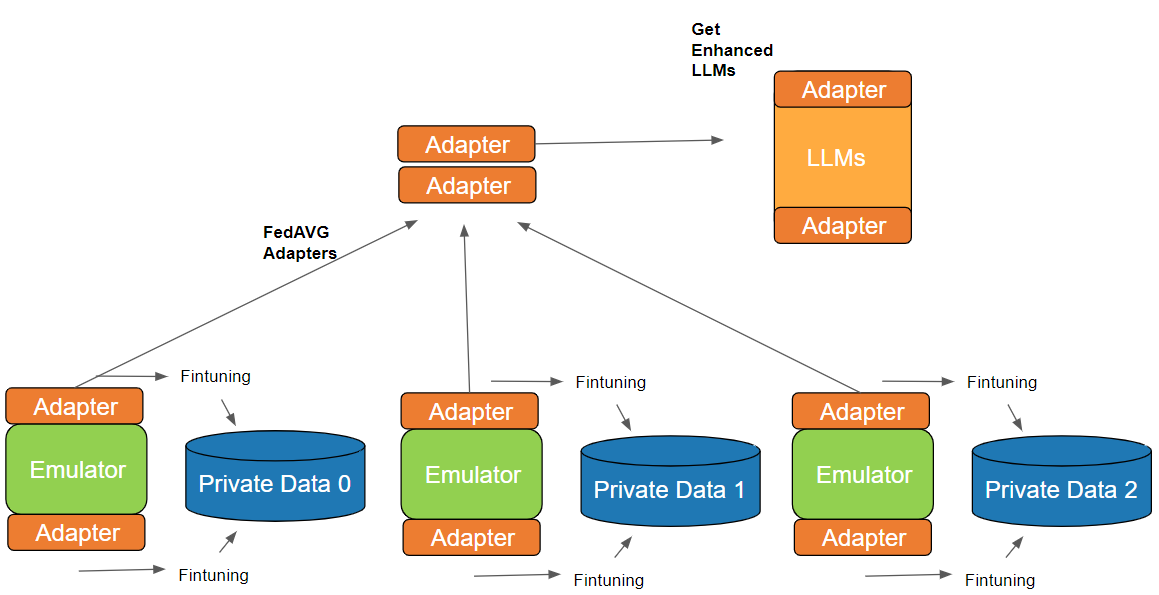 Get
Enhanced
LLMs
Adapter
LLMs
Adapter
Adapter
Adapter
FedAVG
Adapters
Fintuning
Adapter
Emulator
Adapter
Private Data 0
Fintuning
Fintuning
Adapter
Emulator
Adapter
Private Data 1
Fintuning
Fintuning
Adapter
Emulator
Adapter
Private Data 2
Fintuning